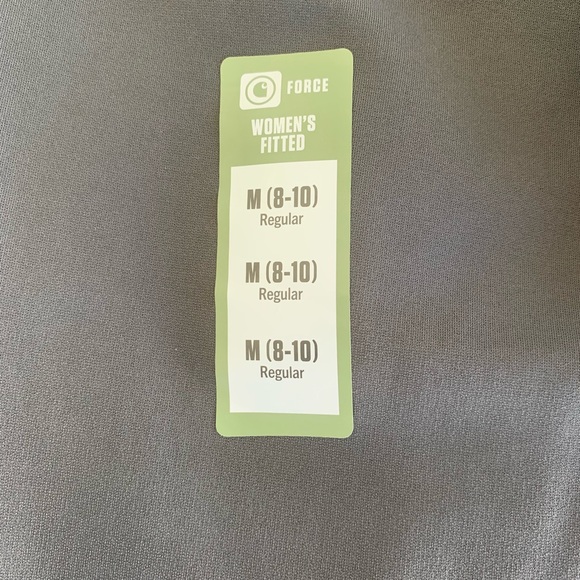 FORCE
WOMEN'S
FITTED
M (8-10)
Regular
M (8-10)
Regular
M (8-10)
Regular